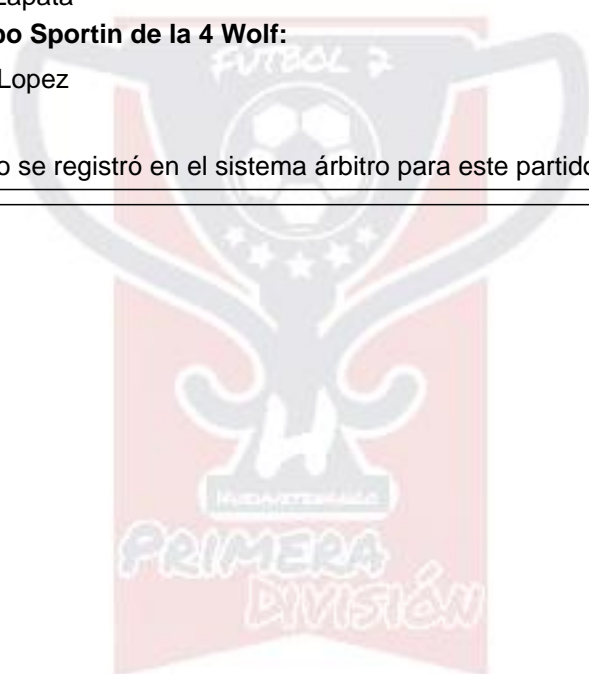 Zapata
po Sportin de la 4 Wolf:
Lopez
FUTBOL 7
o se registró en el sistema árbitro para este partido
H
HUEHUETENANGO
PRIMERA
DIVISIÓN